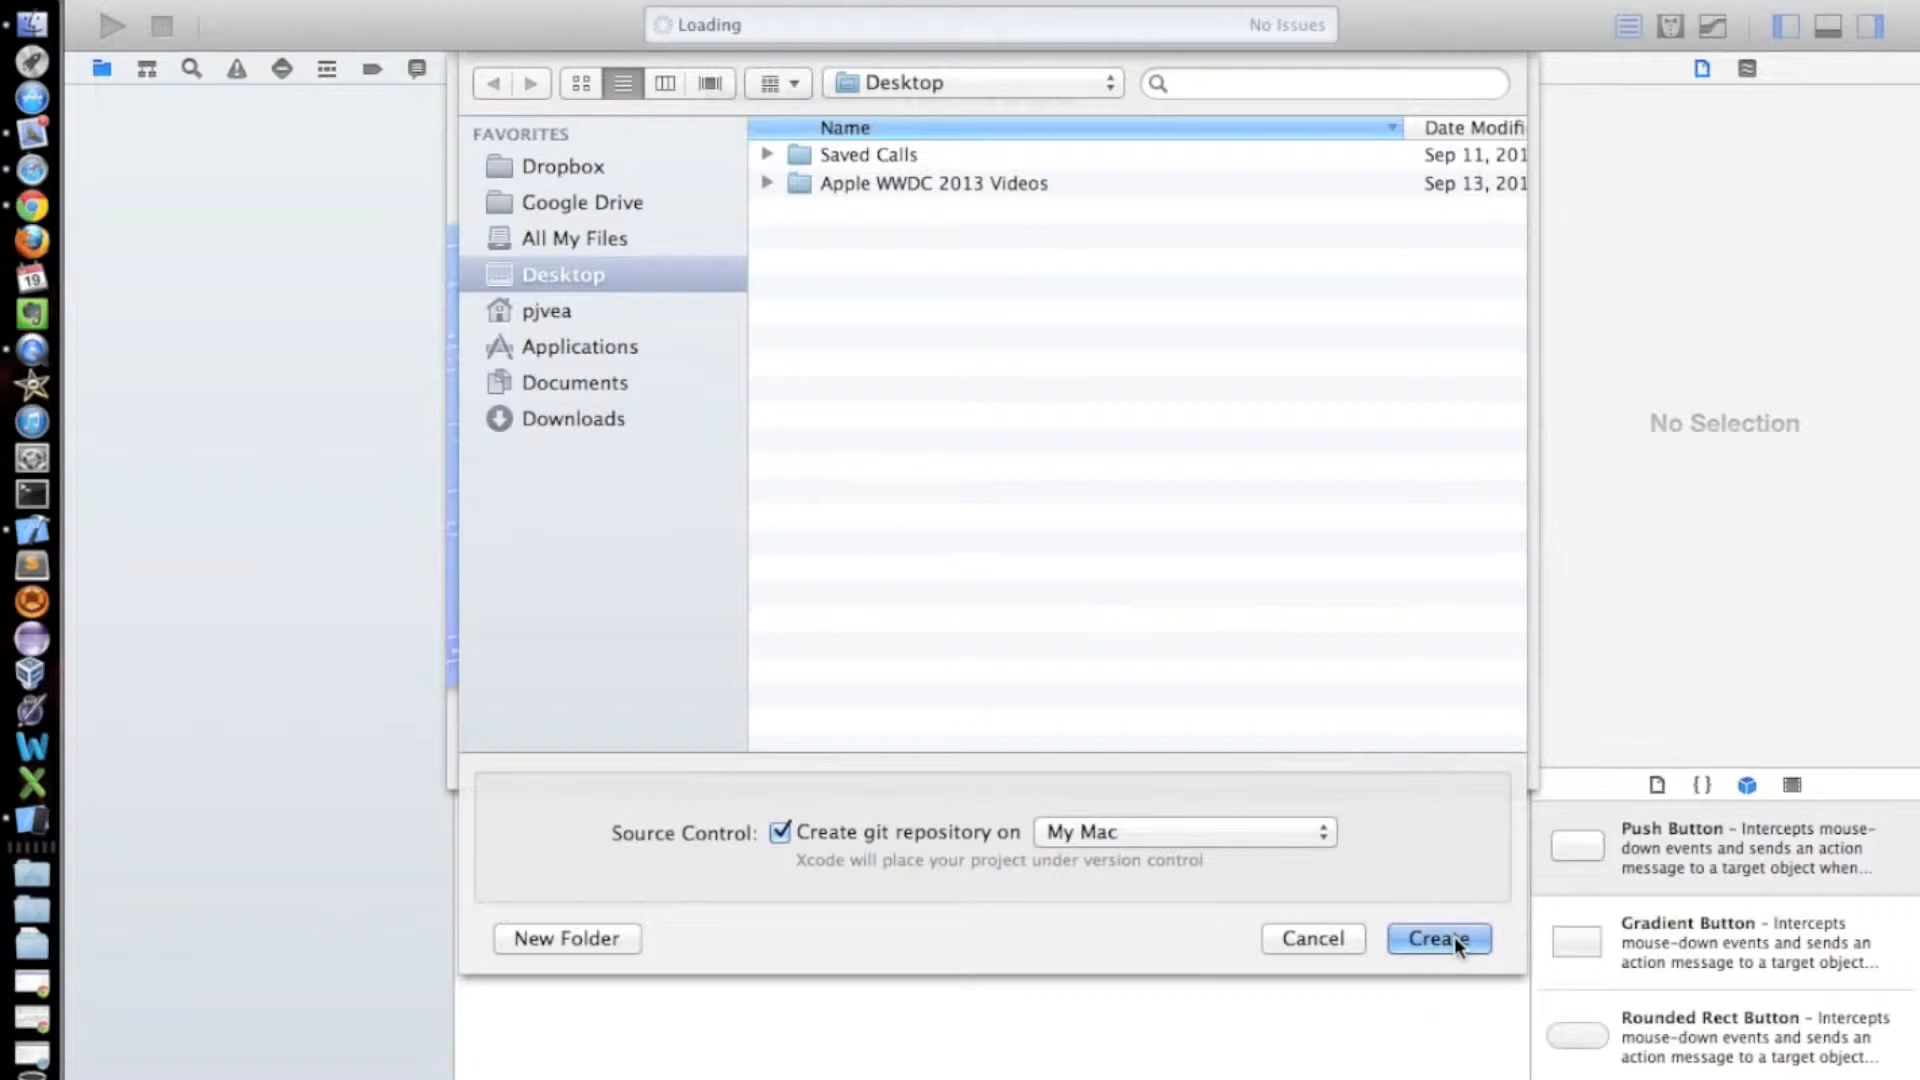 Loading
No Issues
Desktop
FAVORITES
Dropbox
Google Drive
All My Files
Desktop
pjvea
Applications
Documents
Downloads
Name
Date Modifi
Saved Calls
Sep 11, 201
Apple WWDC 2013 Videos
Sep 13, 201
No Selection
Source Control:
Create git repository on
My Mac
Xcode will place your project under version control
New Folder
Cancel
Create
Push Button – Intercepts mouse-
down events and sends an action
message to a target object when...
Gradient Button – Intercepts
mouse-down events and sends an
action message to a target object...
Rounded Rect Button – Intercepts
mouse-down events and sends an
action message to a target object...
19